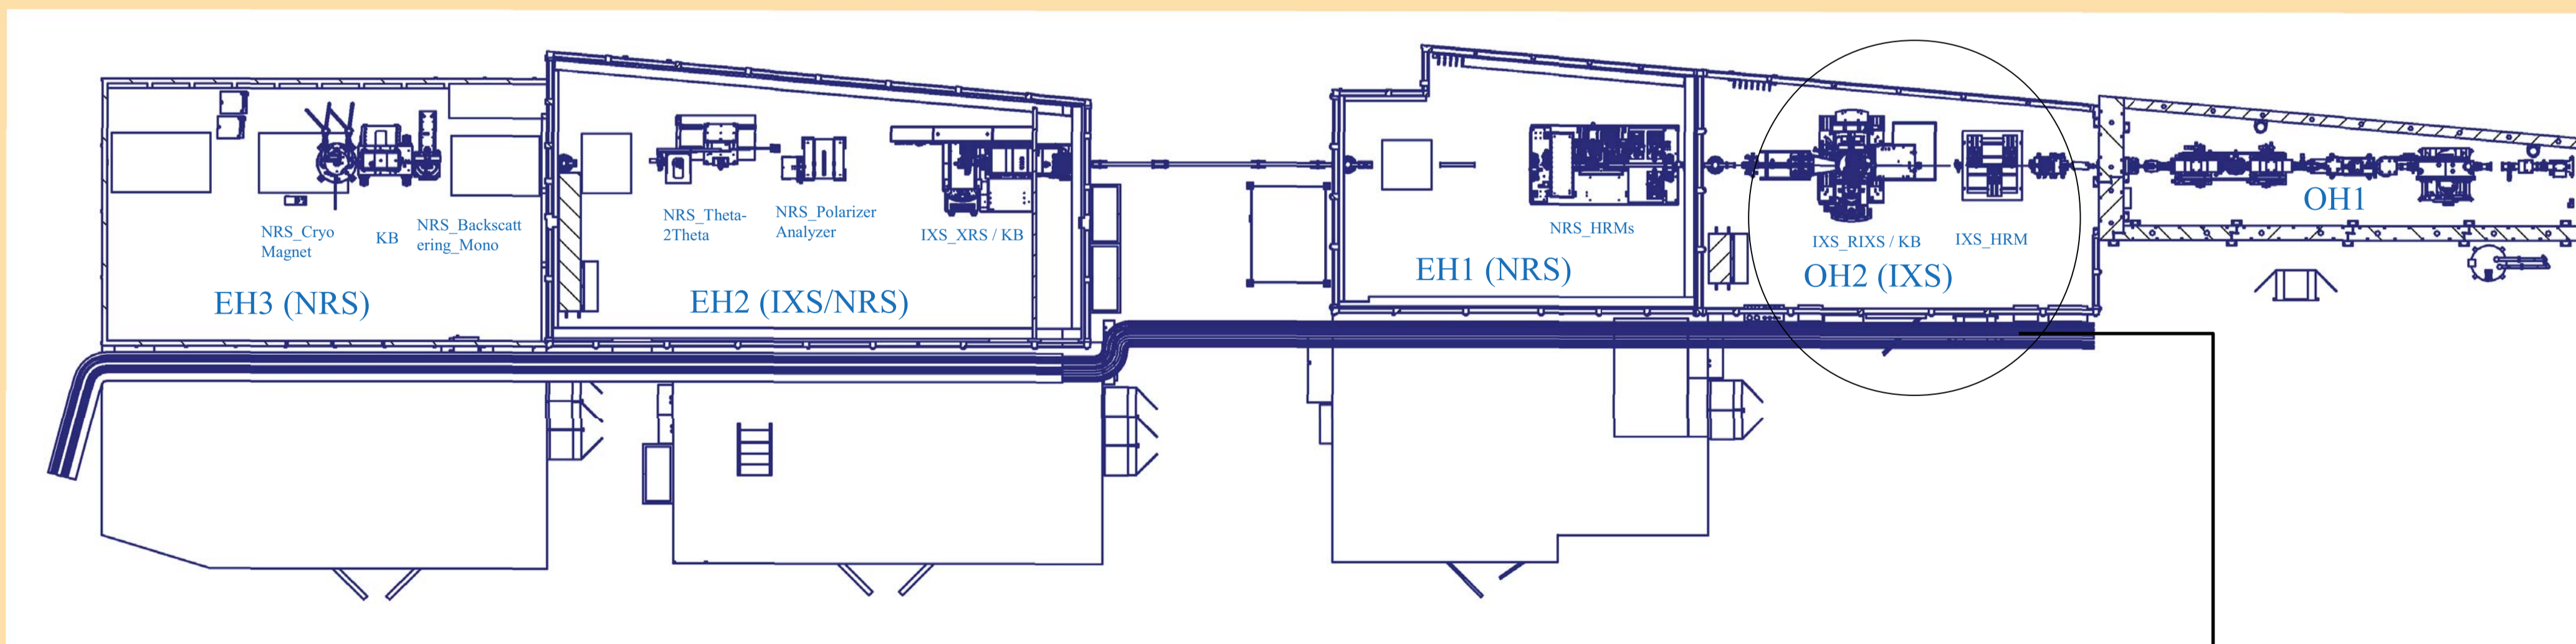 NRS_Cryo
Magnet
KB
NRS_Backscatt
ering_Mono
EH3 (NRS)
NRS_Theta-
2Theta
NRS_Polarizer
Analyzer
IXS_XRS / KB
EH2 (IXS/NRS)
NRS_HRMs
EH1 (NRS)
IXS_RIXS / KB
IXS_HRM
OH2 (IXS)
OH1